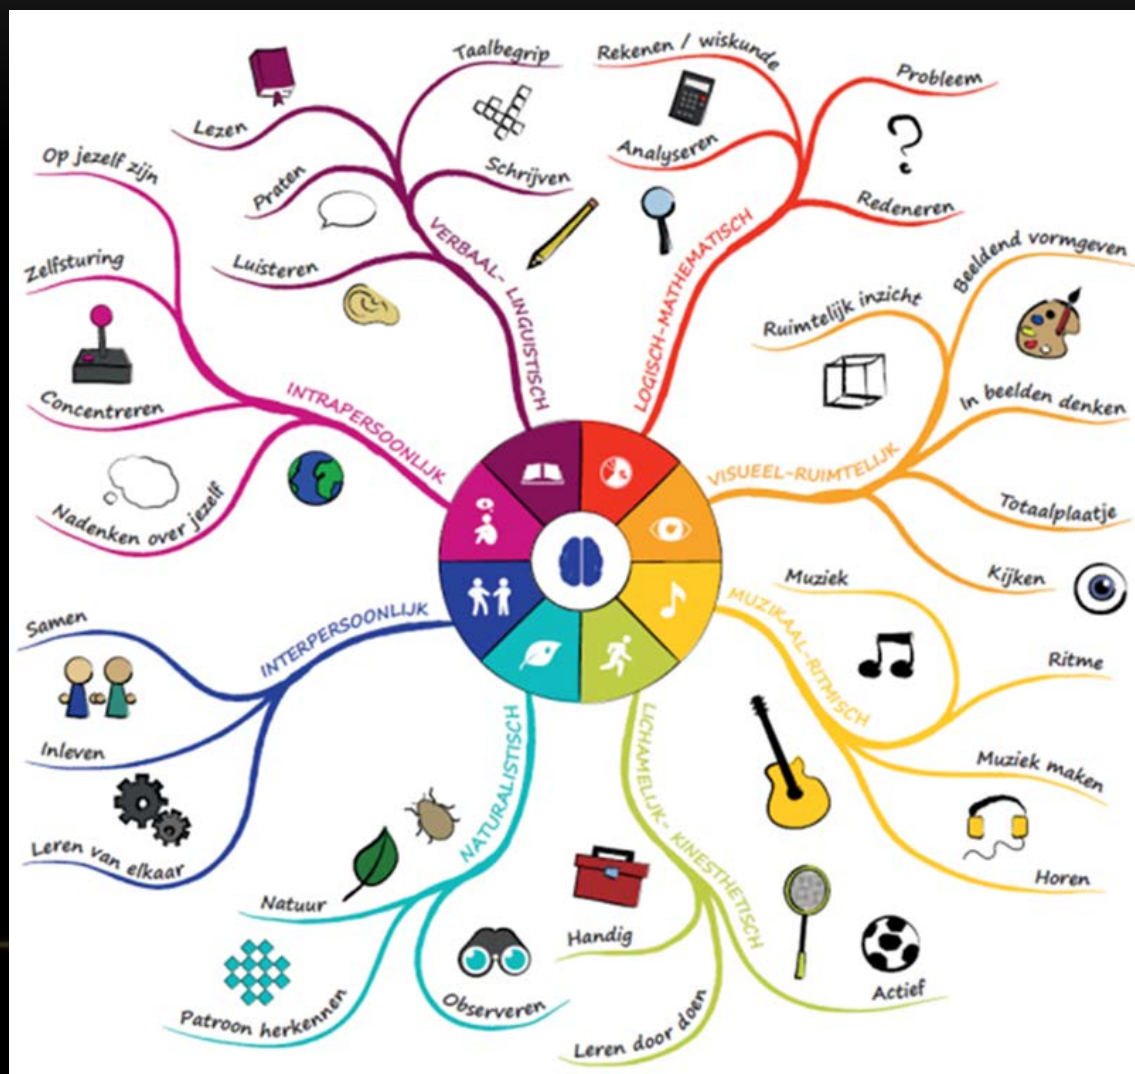 Taalbegrip
Lezen
Praten
Schrijven
Luisteren
VERBAAL- LINGUISTISCH
Rekenen / wiskunde
Probleem
Analyseren
Redeneren
LOGISCH-MATHEMATISCH
Beeldend vormgeven
Ruimtelijk inzicht
In beelden denken
VISUEEL-RUIMTELIJK
Totaalplaatje
Kijken
Muziek
MUZIKAAL-RITMISCH
Ritme
Muziek maken
Horen
LICHAMELIJK- KINESTHETISCH
Handig
Actief
Leren door doen
NATURALISTISCH
Natuur
Observeren
Patroon herkennen
INTERPERSOONLIJK
Samen
Inleven
Leren van elkaar
INTRAPERSOONLIJK
Op jezelf zijn
Zelfsturing
Concentreren
Nadenken over jezelf